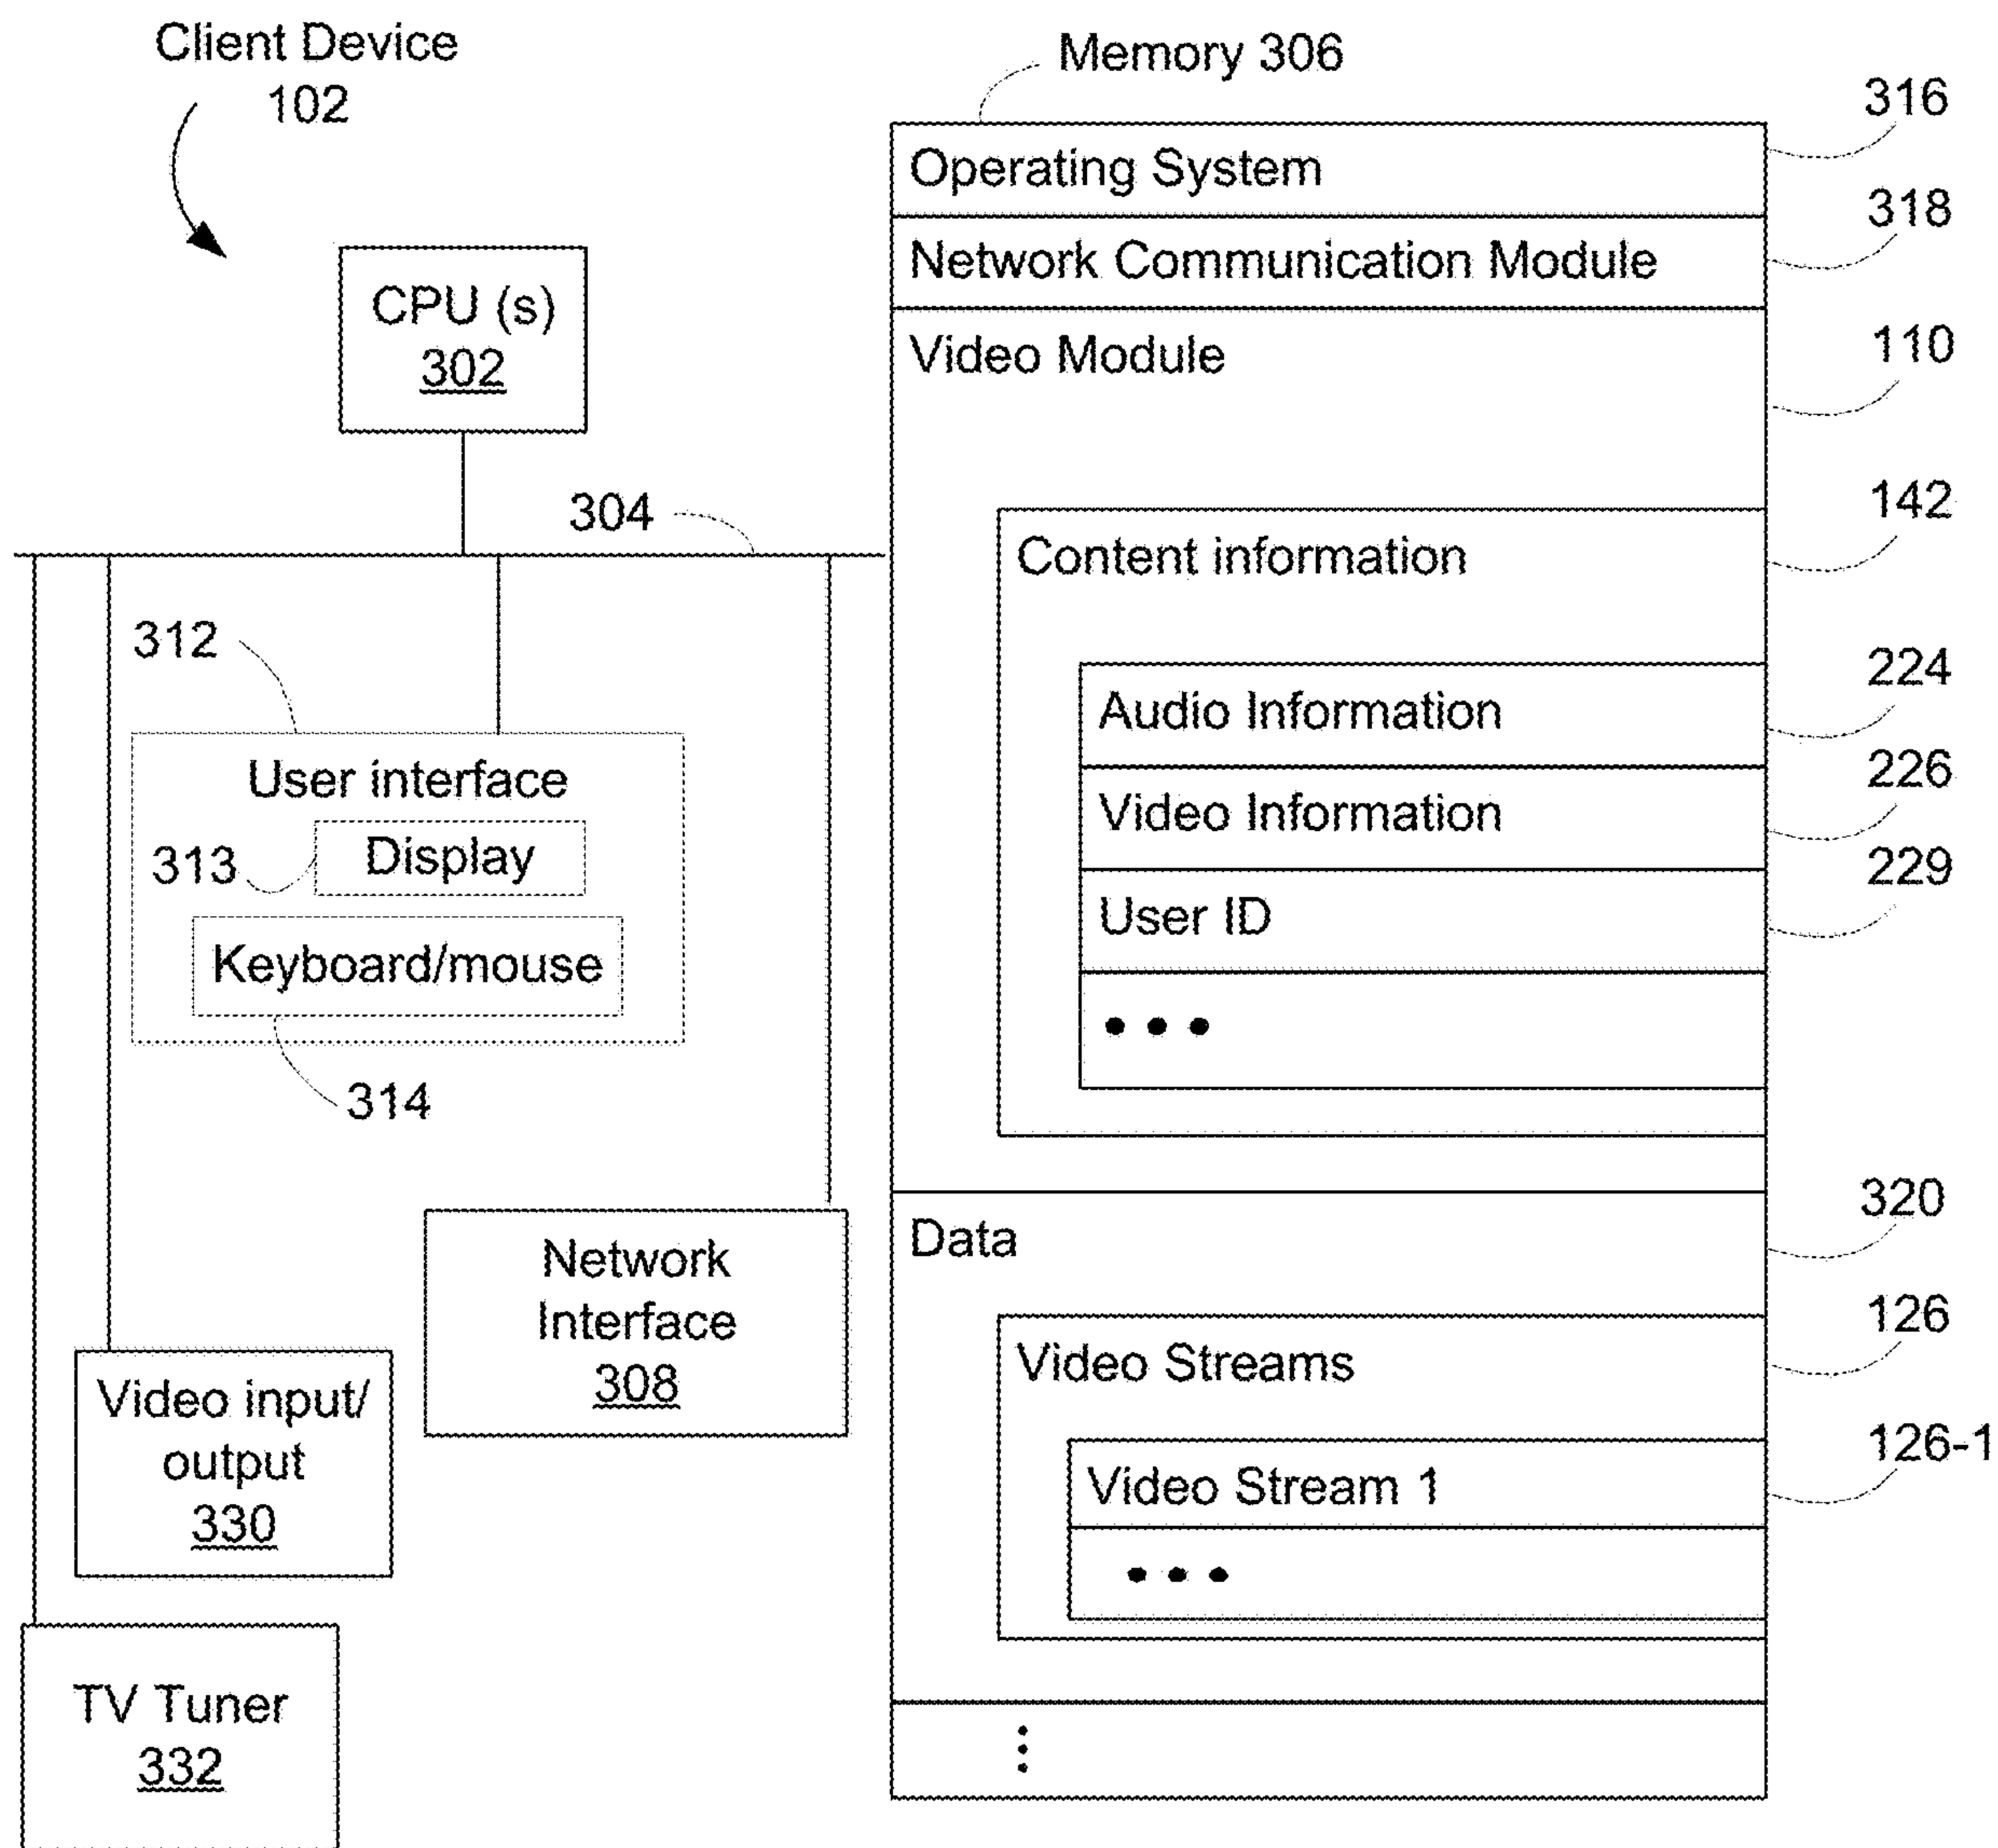 Client Device
102
CPU (s)
302
304
312
User interface
313
Display
Keyboard/mouse
314
Network
Interface
308
Video input/
output
330
TV Tuner
332
Memory 306
Operating System
316
Network Communication Module
318
Video Module
110
Content information
142
Audio Information
224
Video Information
226
User ID
229
• • •
Data
320
Video Streams
126
Video Stream 1
126-1
• • •
⋮